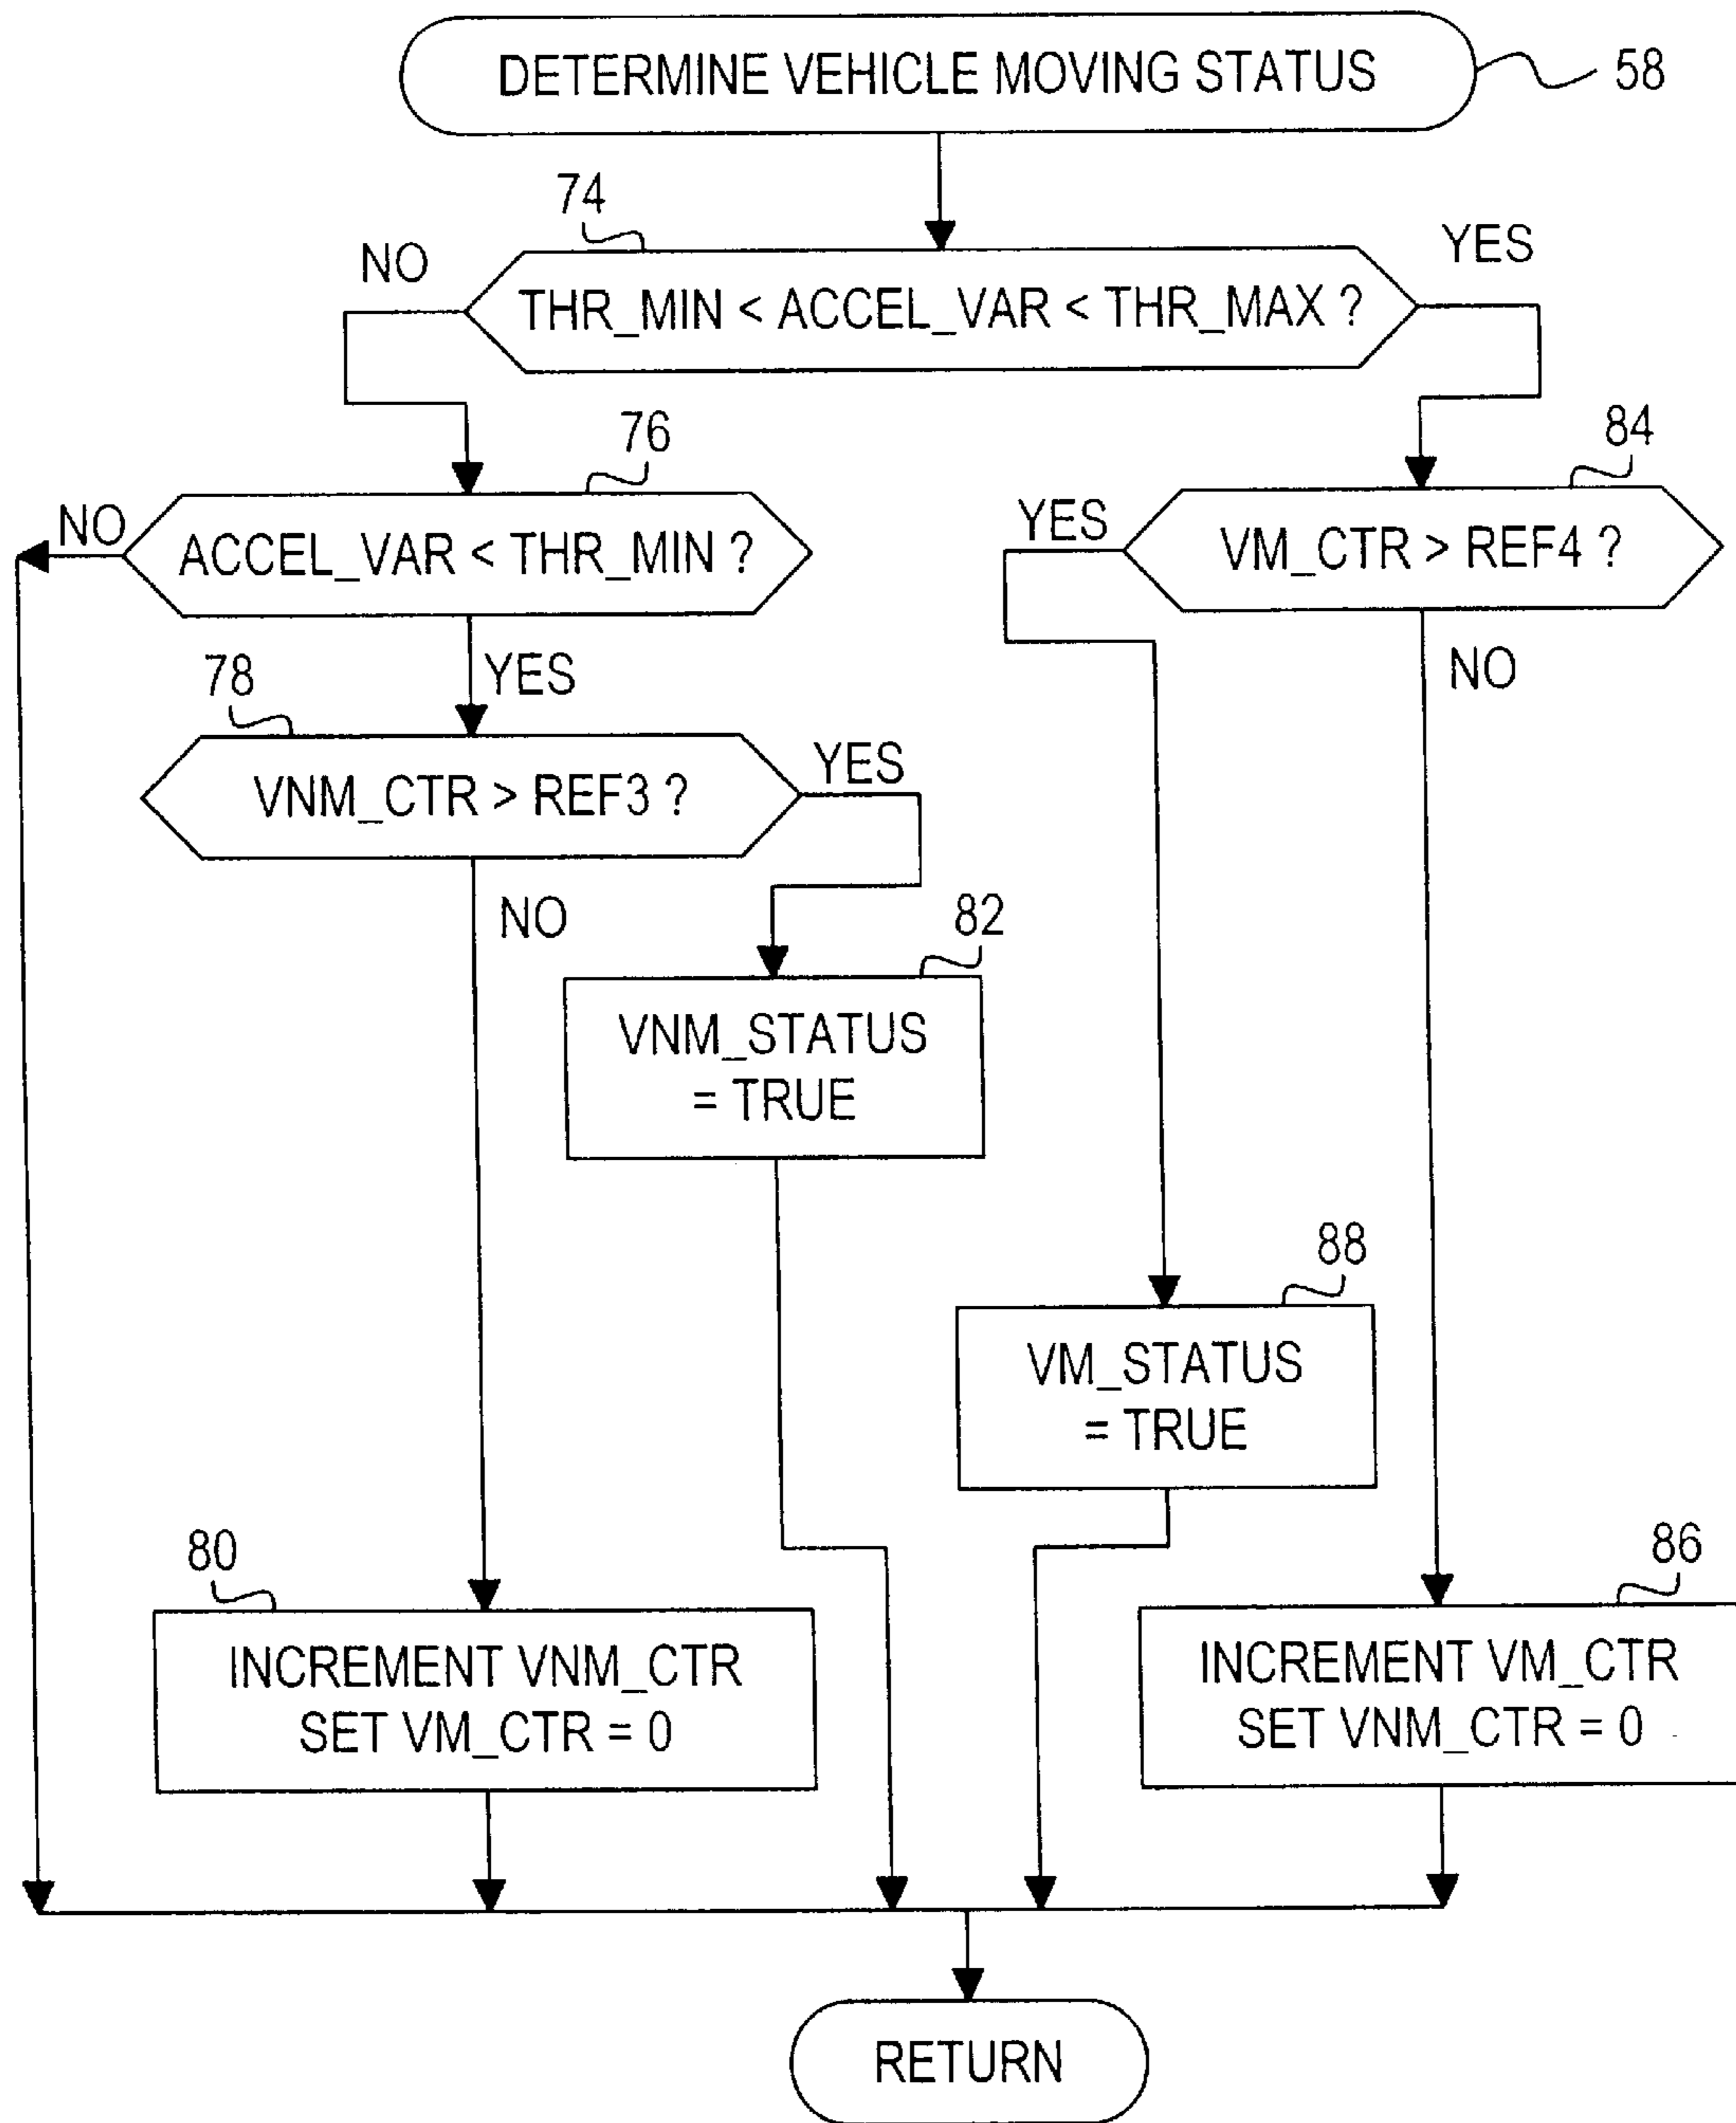 DETERMINE VEHICLE MOVING STATUS
58
74
NO
YES
THR_MIN < ACCEL_VAR < THR_MAX ?
76
84
NO
ACCEL_VAR < THR_MIN ?
YES
VM_CTR > REF4 ?
YES
NO
78
VNM_CTR > REF3 ?
YES
NO
82
VNM_STATUS
= TRUE
88
VM_STATUS
= TRUE
80
86
INCREMENT VNM_CTR
SET VM_CTR = 0
INCREMENT VM_CTR
SET VNM_CTR = 0
RETURN